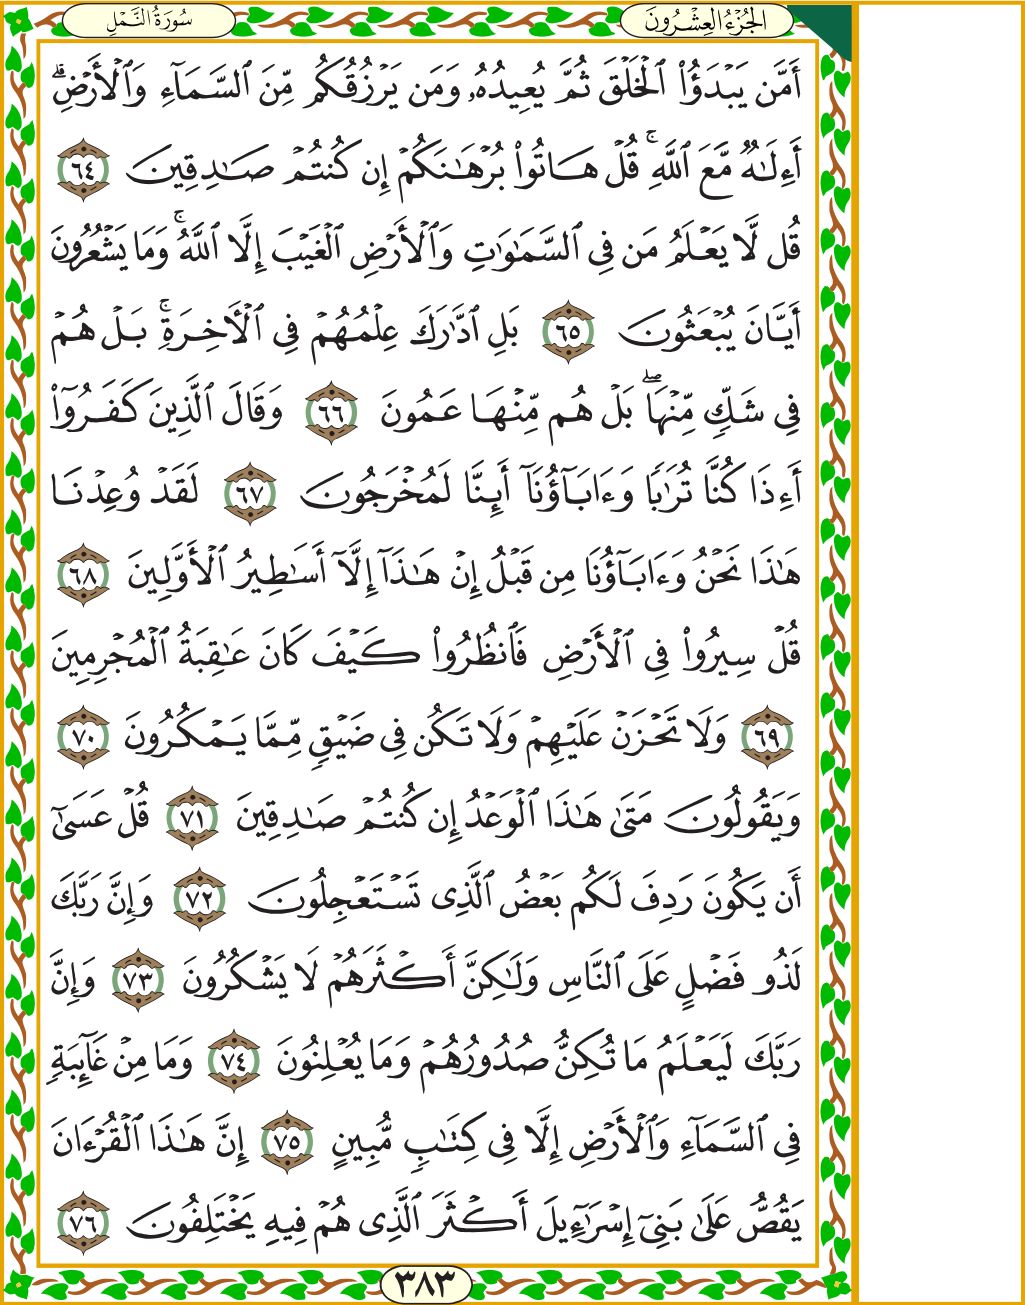 الجُزْءُ العِشْرُونَ
سُورَةُ النَّمْلِ
أَمَّن يَبْدَؤُاْ ٱلْخَلْقَ ثُمَّ يُعِيدُهُۥ وَمَن يَرْزُقُكُم مِّنَ ٱلسَّمَآءِ وَٱلْأَرْضِۗ
أَءِلَٰهٌ مَّعَ ٱللَّهِۚ قُلْ هَاتُواْ بُرْهَٰنَكُمْ إِن كُنتُمْ صَٰدِقِينَ ٦٤
قُل لَّا يَعْلَمُ مَن فِى ٱلسَّمَٰوَٰتِ وَٱلْأَرْضِ ٱلْغَيْبَ إِلَّا ٱللَّهُۚ وَمَا يَشْعُرُونَ
أَيَّانَ يُبْعَثُونَ ٦٥ بَلِ ٱدَّٰرَكَ عِلْمُهُمْ فِى ٱلْأَخِرَةِۚ بَلْ هُمْ
فِى شَكٍّ مِّنْهَاۖ بَلْ هُم مِّنْهَا عَمُونَ ٦٦ وَقَالَ ٱلَّذِينَ كَفَرُوٓاْ
أَءِذَا كُنَّا تُرَٰبًا وَءَابَآؤُنَآ أَئِنَّا لَمُخْرَجُونَ ٦٧ لَقَدْ وُعِدْنَا
هَٰذَا نَحْنُ وَءَابَآؤُنَا مِن قَبْلُ إِنْ هَٰذَآ إِلَّآ أَسَٰطِيرُ ٱلْأَوَّلِينَ ٦٨
قُلْ سِيرُواْ فِى ٱلْأَرْضِ فَٱنظُرُواْ كَيْفَ كَانَ عَٰقِبَةُ ٱلْمُجْرِمِينَ
٦٩ وَلَا تَحْزَنْ عَلَيْهِمْ وَلَا تَكُن فِى ضَيْقٍ مِّمَّا يَمْكُرُونَ ٧٠
وَيَقُولُونَ مَتَىٰ هَٰذَا ٱلْوَعْدُ إِن كُنتُمْ صَٰدِقِينَ ٧١ قُلْ عَسَىٰٓ
أَن يَكُونَ رَدِفَ لَكُم بَعْضُ ٱلَّذِى تَسْتَعْجِلُونَ ٧٢ وَإِنَّ رَبَّكَ
لَذُو فَضْلٍ عَلَى ٱلنَّاسِ وَلَٰكِنَّ أَكْثَرَهُمْ لَا يَشْكُرُونَ ٧٣ وَإِنَّ
رَبَّكَ لَيَعْلَمُ مَا تُكِنُّ صُدُورُهُمْ وَمَا يُعْلِنُونَ ٧٤ وَمَا مِنْ غَآئِبَةٍ
فِى ٱلسَّمَآءِ وَٱلْأَرْضِ إِلَّا فِى كِتَٰبٍ مُّبِينٍ ٧٥ إِنَّ هَٰذَا ٱلْقُرْءَانَ
يَقُصُّ عَلَىٰ بَنِىٓ إِسْرَٰٓءِيلَ أَكْثَرَ ٱلَّذِى هُمْ فِيهِ يَخْتَلِفُونَ ٧٦
٣٨٣